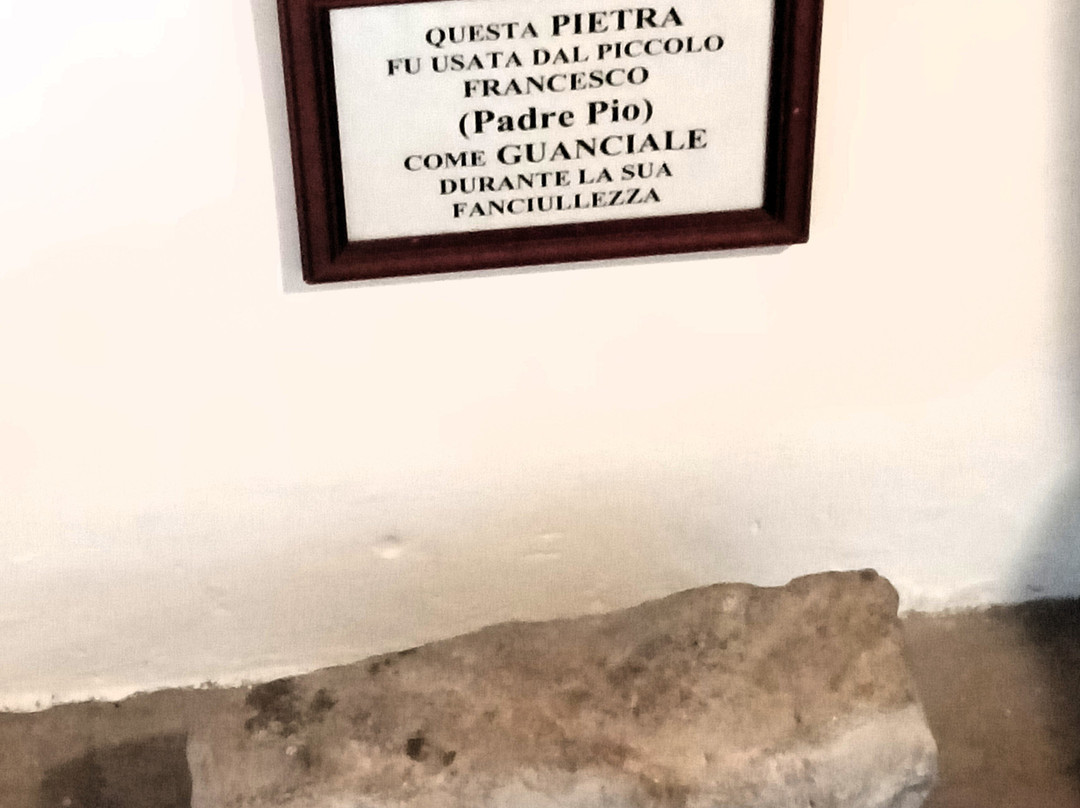 QUESTA PIETRA
FU USATA DAL PICCOLO
FRANCESCO
(Padre Pio)
COME GUANCIALE
DURANTE LA SUA
FANCIULLEZZA